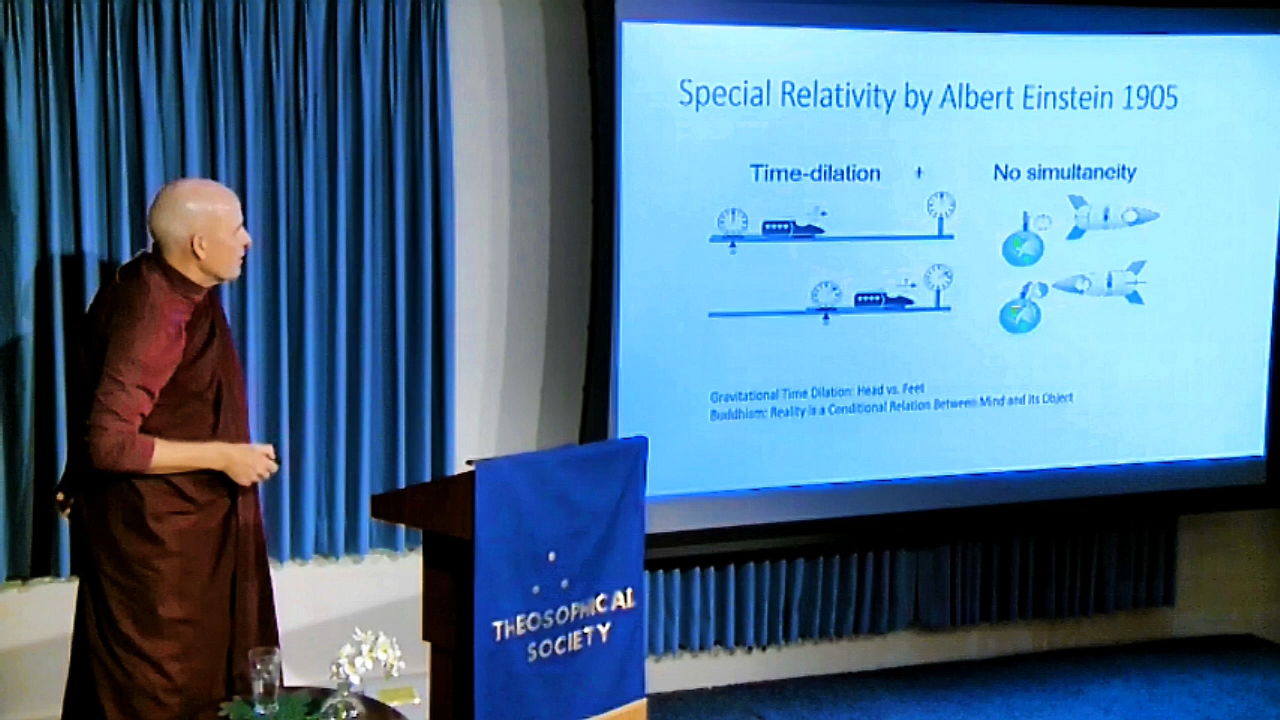 Special Relativity by Albert Einstein 1905
Time-dilation + No simultaneity
Gravitational Time Dilation: Head vs. Feet
Buddhism: Reality is a Conditional Relation Between Mind and its Object
THEOSOPHICAL
SOCIETY